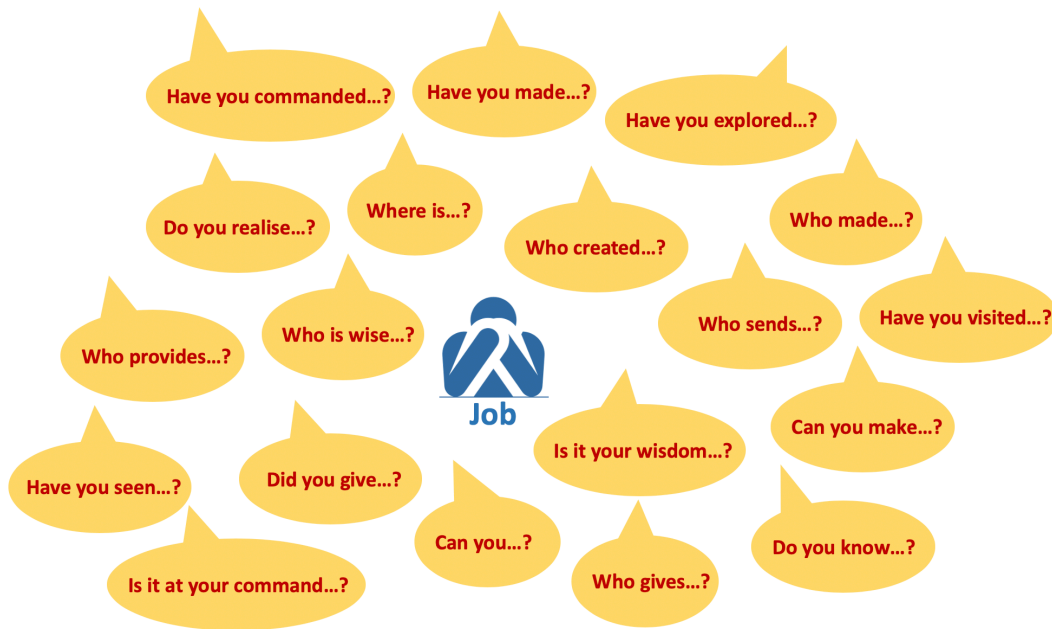 Have you commanded...?
Have you made...?
Have you explored...?
Do you realise...?
Where is...?
Who created...?
Who made...?
Who provides...?
Who is wise...?
Who sends...?
Have you visited...?
Job
Can you make...?
Have you seen...?
Did you give...?
Is it your wisdom...?
Is it at your command...?
Can you...?
Who gives...?
Do you know...?